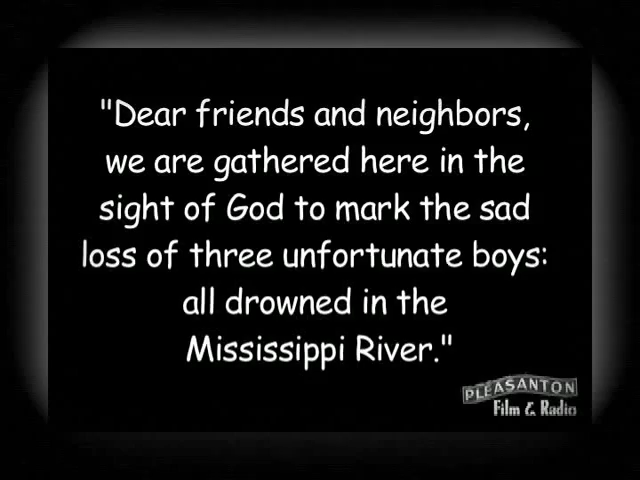 "Dear friends and neighbors,
we are gathered here in the
sight of God to mark the sad
loss of three unfortunate boys:
all drowned in the
Mississippi River."
PLEASANTON
Film & Radio